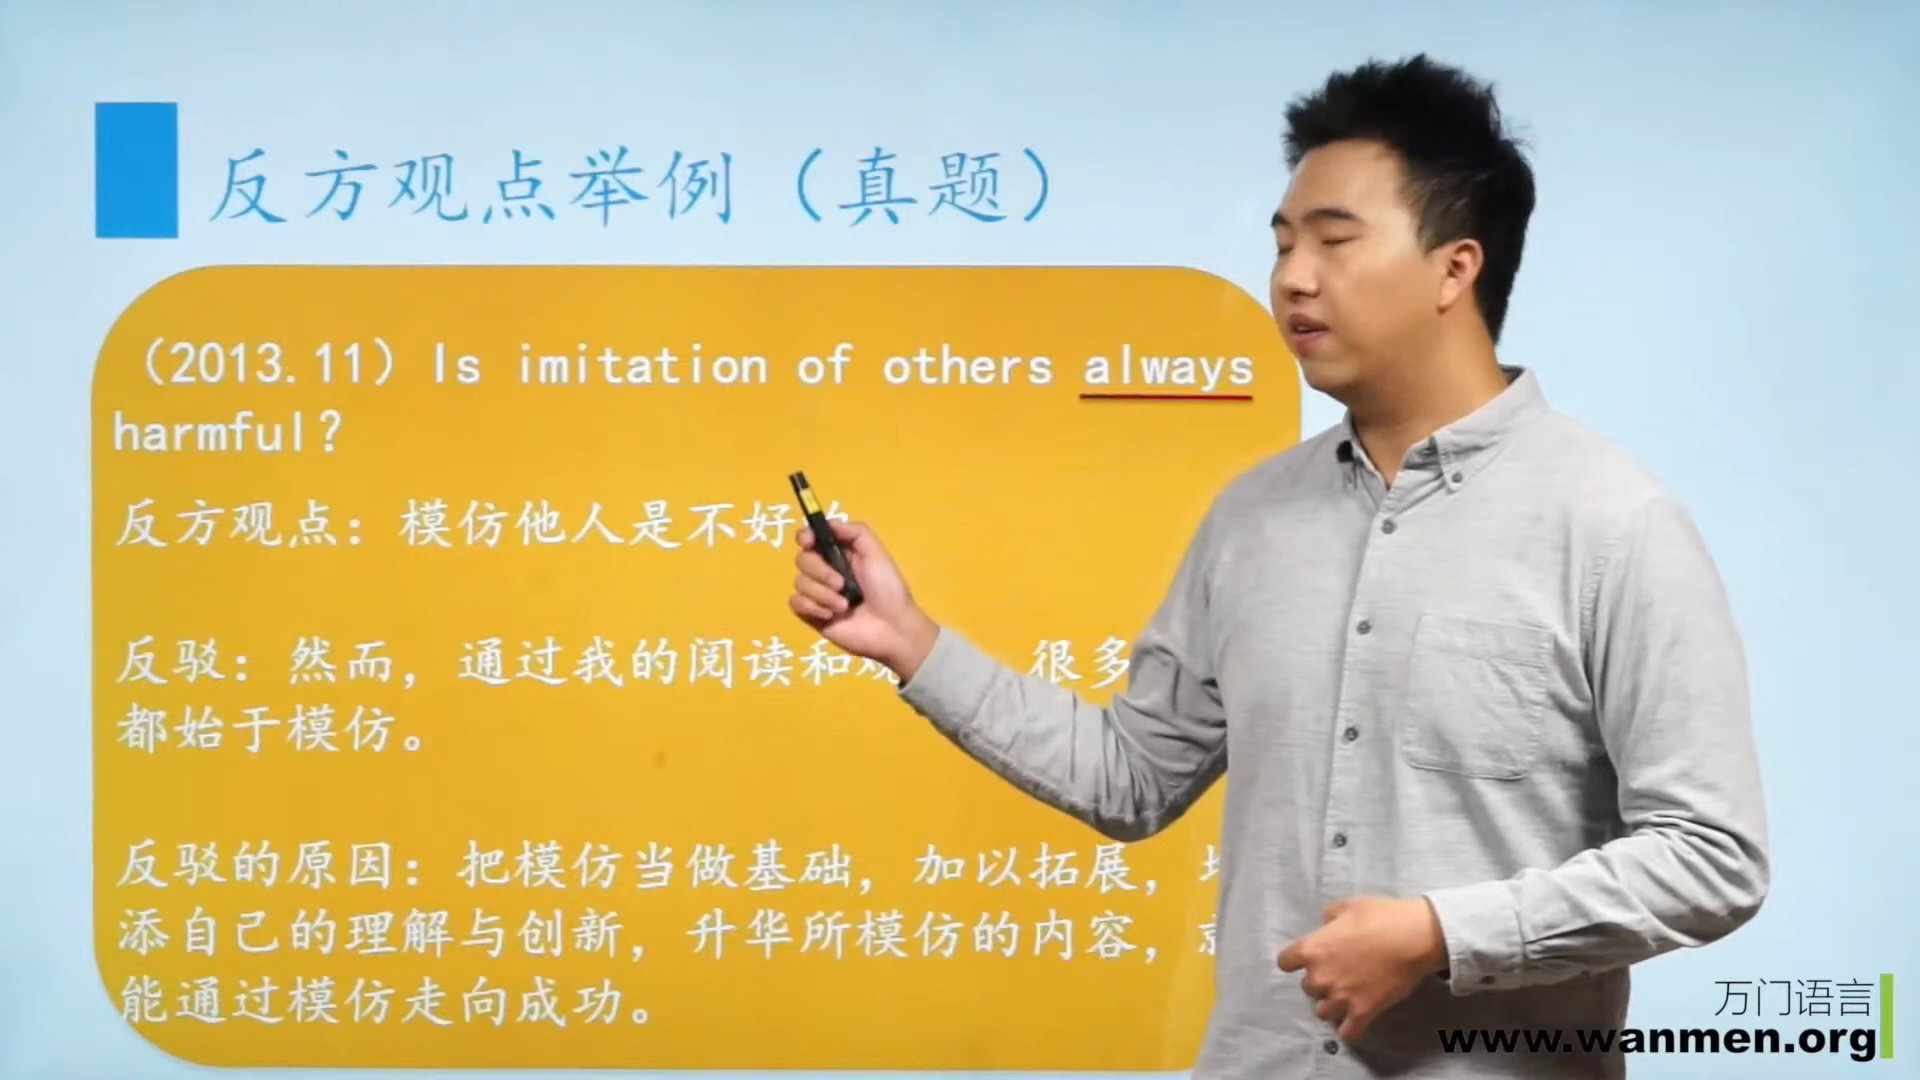 反方观点举例（真题）
（2013.11）Is imitation of others always
harmful？
反方观点：模仿他人是不好
反驳：然而，通过我的阅读和 很多
都始于模仿。
反驳的原因：把模仿当做基础，加以拓展，
添自己的理解与创新，升华所模仿的内容，
能通过模仿走向成功。
万门语言
www.wanmen.org